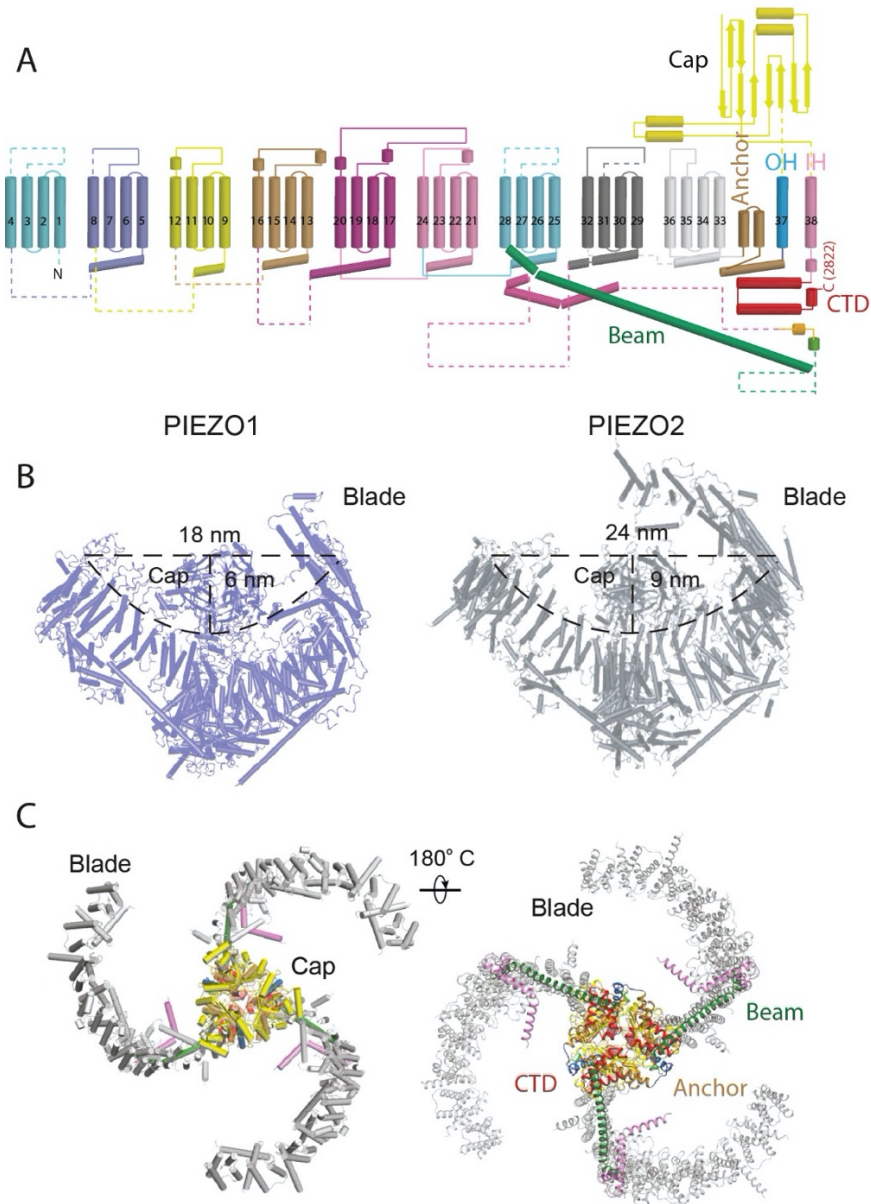 A
Cap
Anchor
OH IH
4 3 2 1 8 7 6 5 12 11 10 9 16 15 14 13 20 19 18 17 24 23 22 21 28 27 26 25 32 31 30 29 36 35 34 33 37 38
N
C (2822)
CTD
Beam
PIEZO1 PIEZO2
B
Blade Blade
18 nm 24 nm
Cap 6 nm Cap 9 nm
C
Blade 180° C
Blade
Cap
Beam
CTD Anchor